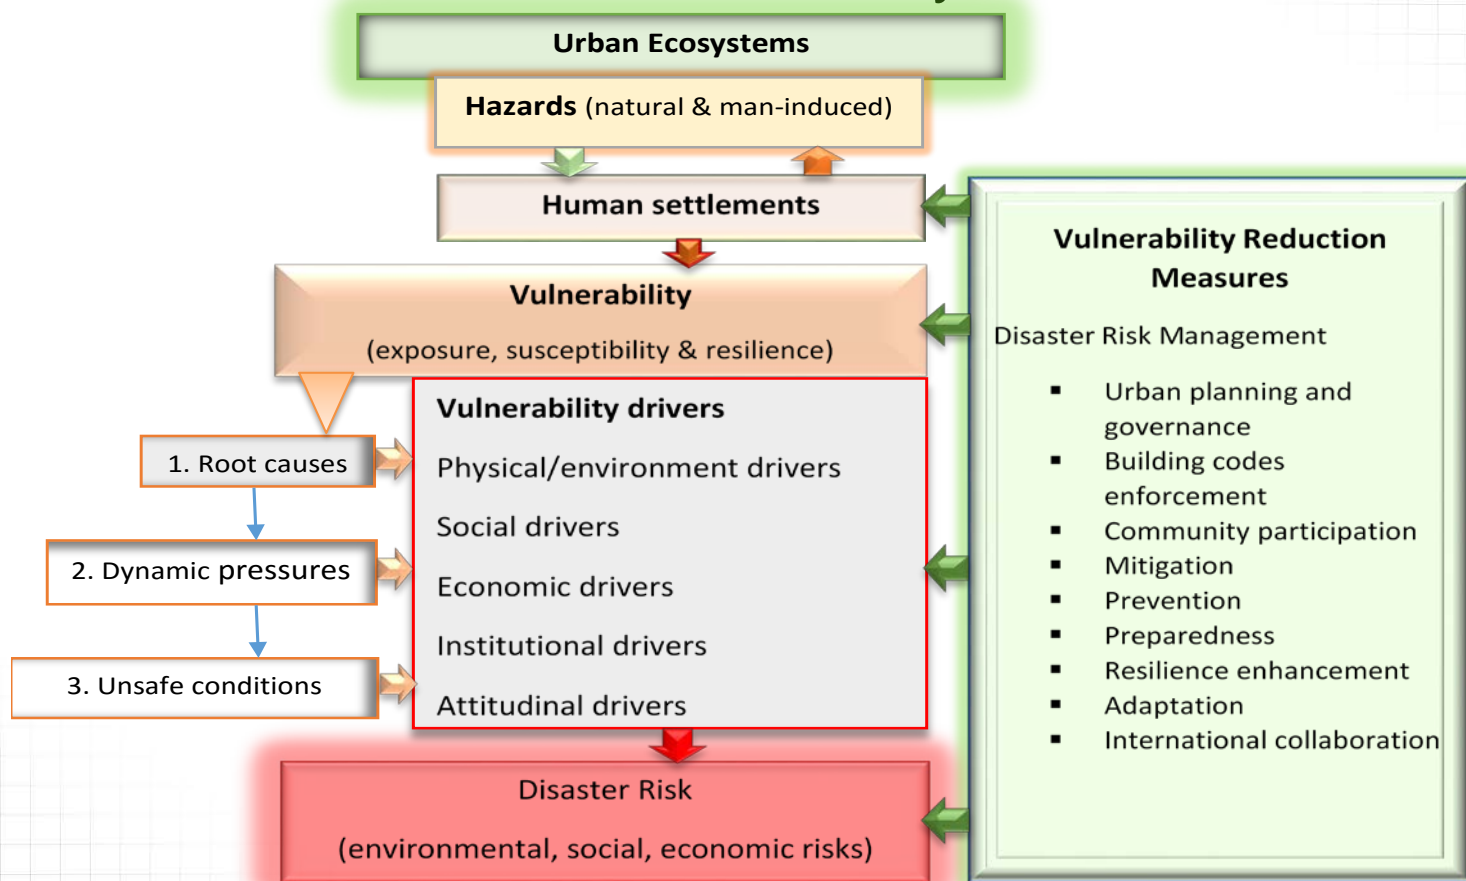 Urban Ecosystems
Hazards (natural & man-induced)
Human settlements
Vulnerability
(exposure, susceptibility & resilience)
Vulnerability drivers
Physical/environment drivers
Social drivers
Economic drivers
Institutional drivers
Attitudinal drivers
1. Root causes
2. Dynamic pressures
3. Unsafe conditions
Disaster Risk
(environmental, social, economic risks)
Vulnerability Reduction
Measures
Disaster Risk Management
▪ Urban planning and
governance
▪ Building codes
enforcement
▪ Community participation
▪ Mitigation
▪ Prevention
▪ Preparedness
▪ Resilience enhancement
▪ Adaptation
▪ International collaboration